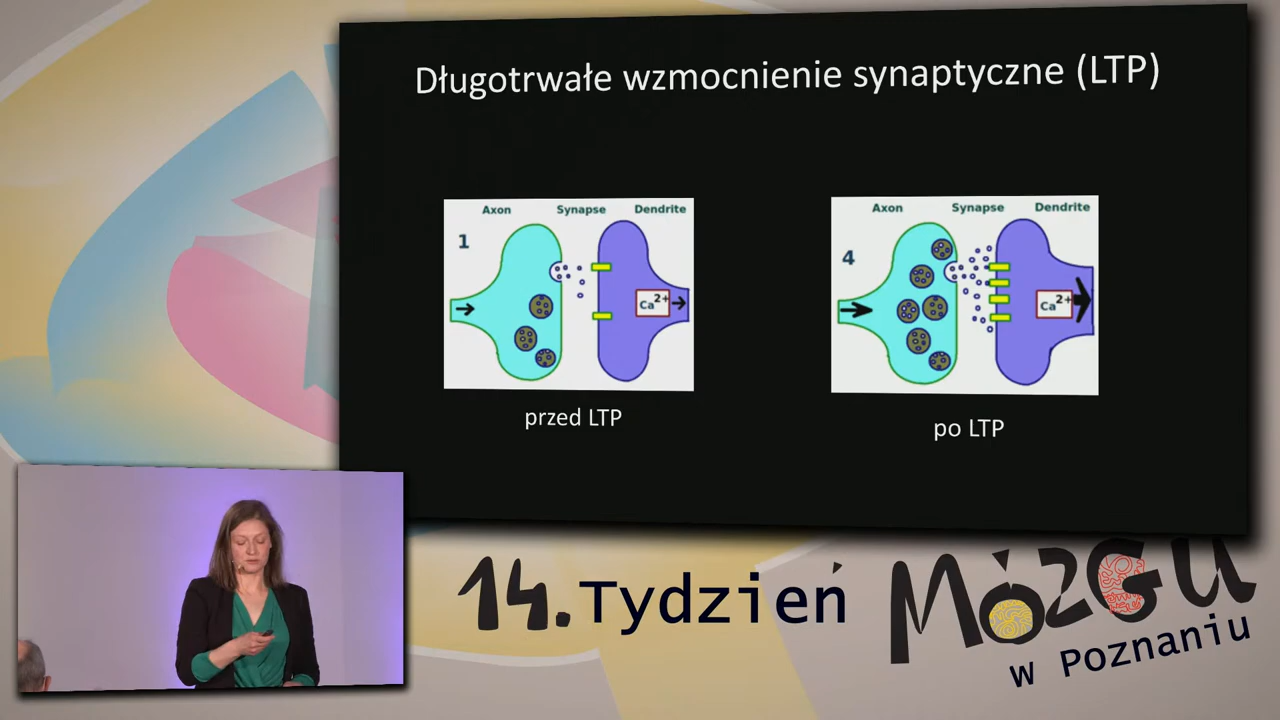 Długotrwałe wzmocnienie synaptyczne (LTP)
Axon Synapse Dendrite
1
Ca2+
przed LTP
Axon Synapse Dendrite
4
Ca2+
po LTP
14. Tydzień MÓZGU
w Poznaniu